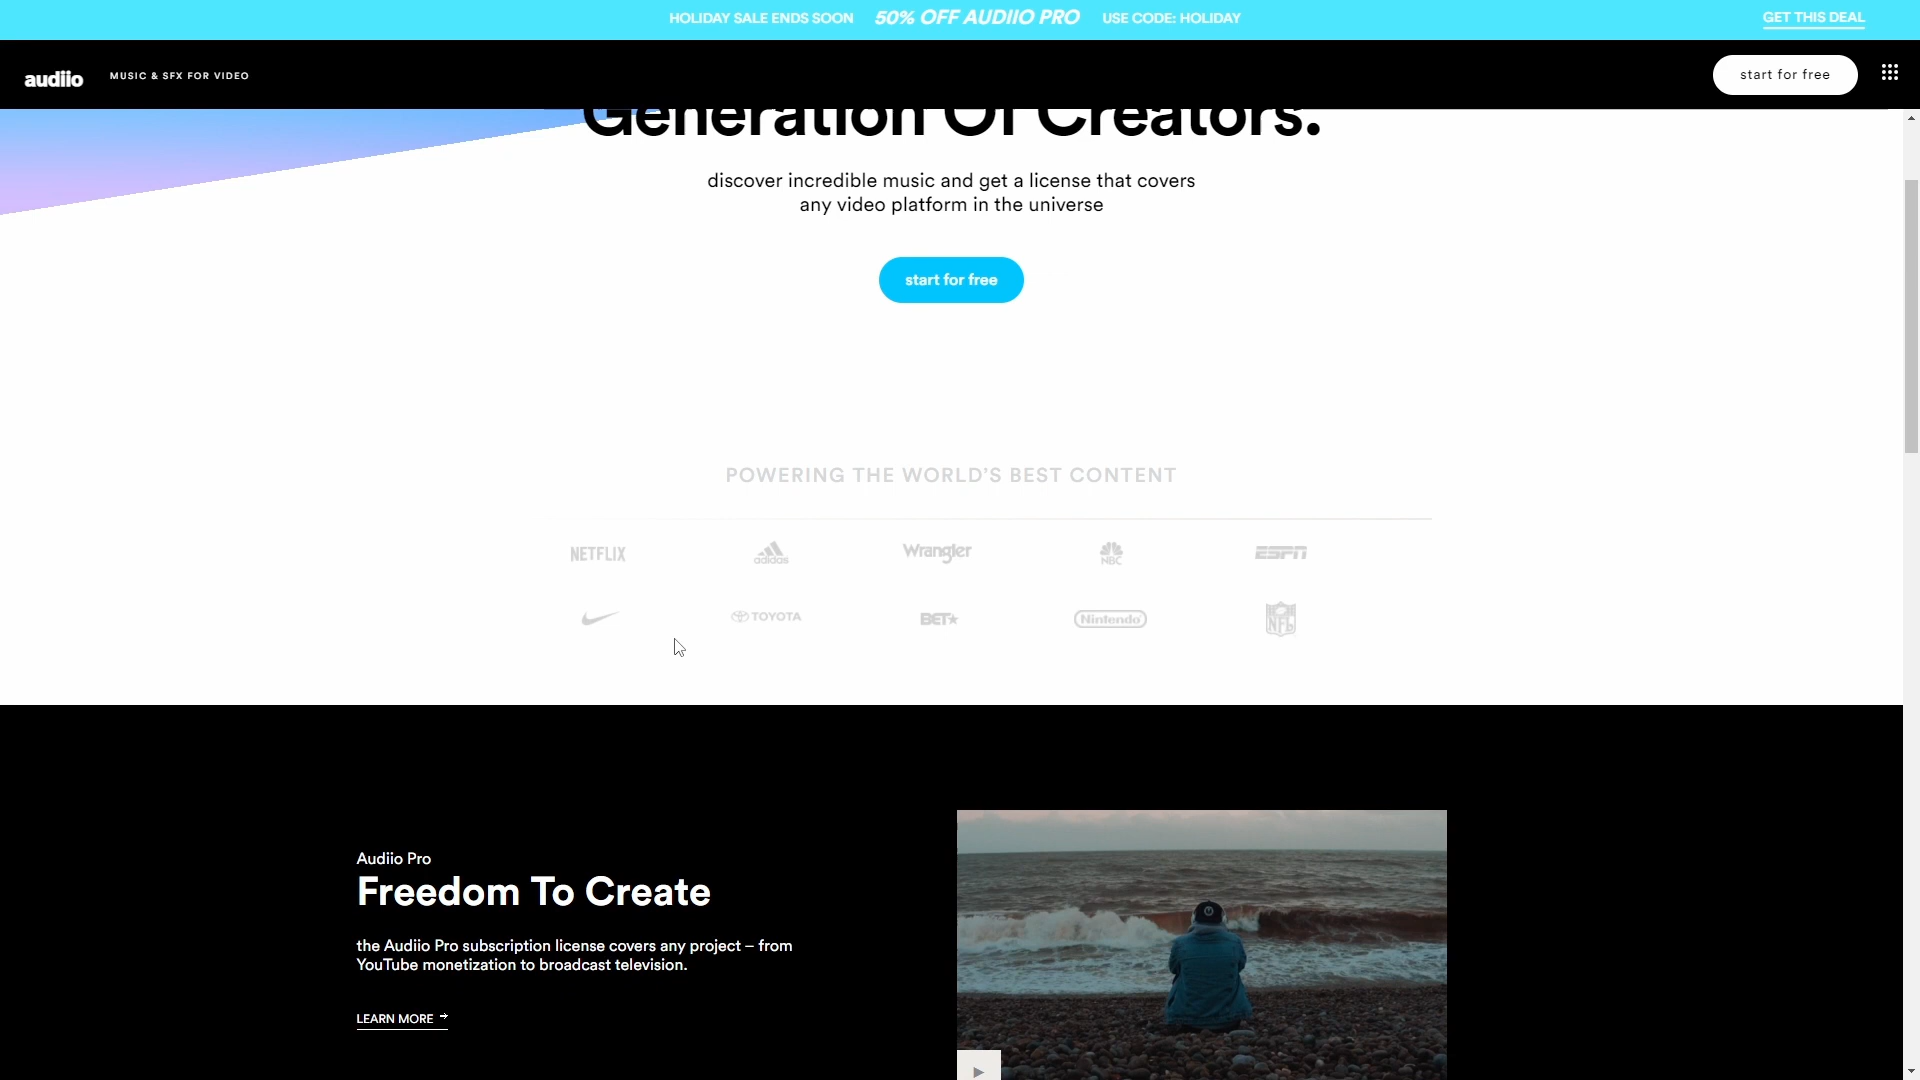 HOLIDAY SALE ENDS SOON 50% OFF AUDIIO PRO USE CODE: HOLIDAY GET THIS DEAL
audiio MUSIC & SFX FOR VIDEO start for free
Generation Of Creators.
discover incredible music and get a license that covers
any video platform in the universe
start for free
POWERING THE WORLD’S BEST CONTENT
NETFLIX adidas Wrangler NBC ESPN
TOYOTA BET Nintendo NFL
Audiio Pro
Freedom To Create
the Audiio Pro subscription license covers any project – from
YouTube monetization to broadcast television.
LEARN MORE →